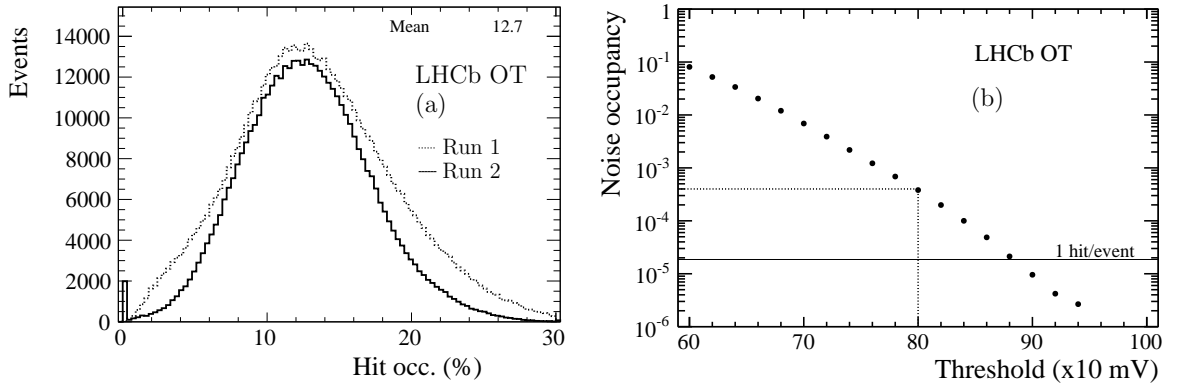 Mean 12.7
Events
14000
12000
10000
8000
6000
4000
2000
0
LHCb OT
(a)
Run 1
Run 2
0 10 20 30
Hit occ. (%)
Noise occupancy
1
10^-1
10^-2
10^-3
10^-4
10^-5
10^-6
LHCb OT
(b)
1 hit/event
60 70 80 90 100
Threshold (x10 mV)